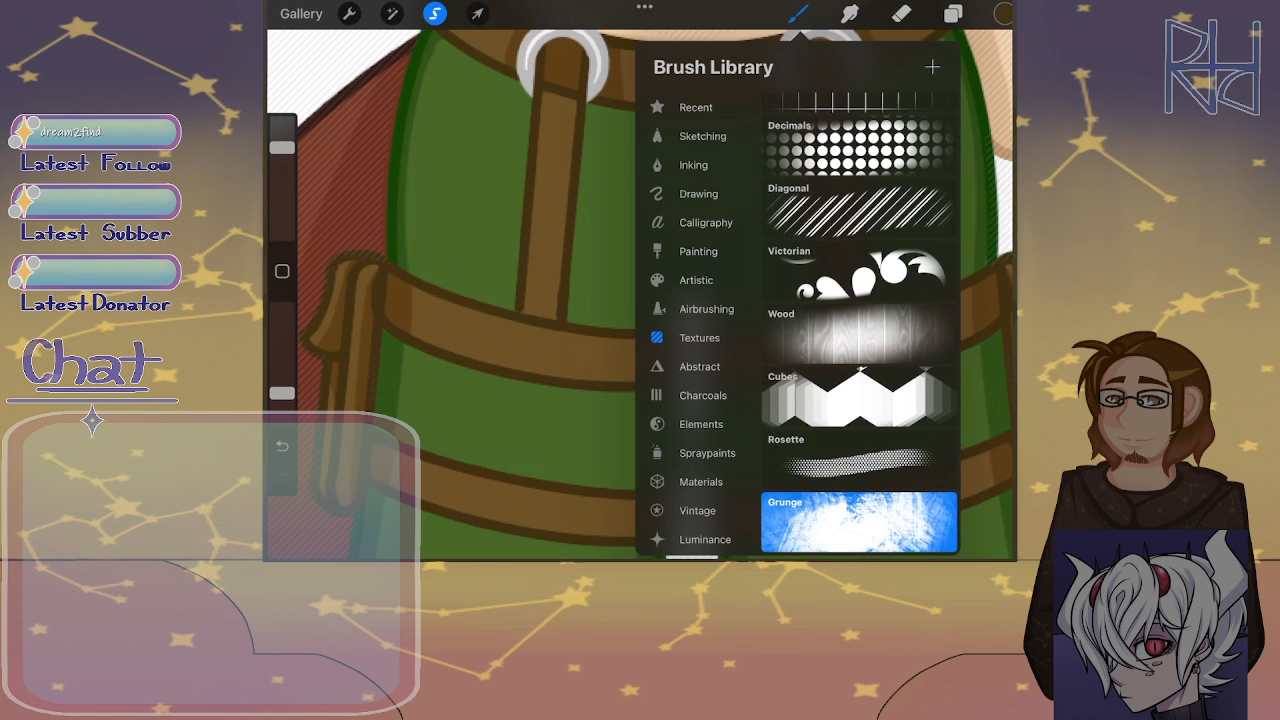 Gallery
Brush Library
Recent
Sketching
Inking
Drawing
Calligraphy
Painting
Artistic
Airbrushing
Textures
Abstract
Charcoals
Elements
Spraypaints
Materials
Vintage
Luminance
Decimals
Diagonal
Victorian
Wood
Cubes
Rosette
Grunge
dream2find
Latest Follow
Latest Subber
Latest Donator
Chat